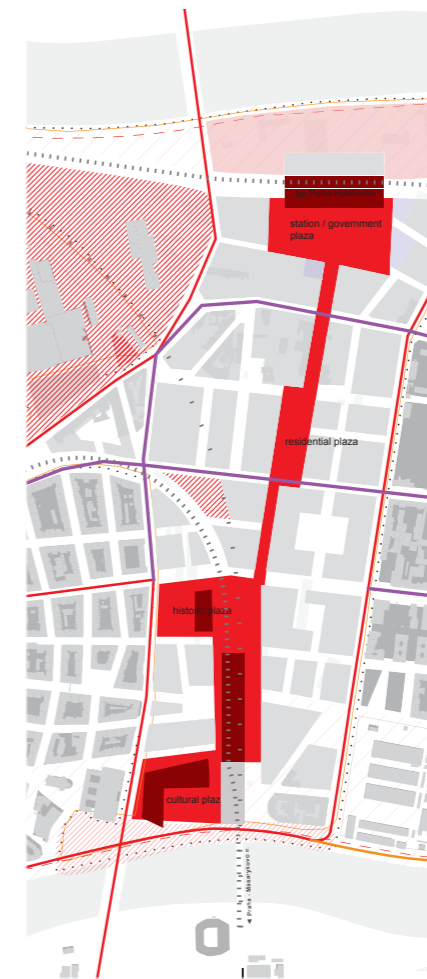 station / government
plaza
residential plaza
historic plaza
cultural plaz
◄ Praha - Masarykovo n.